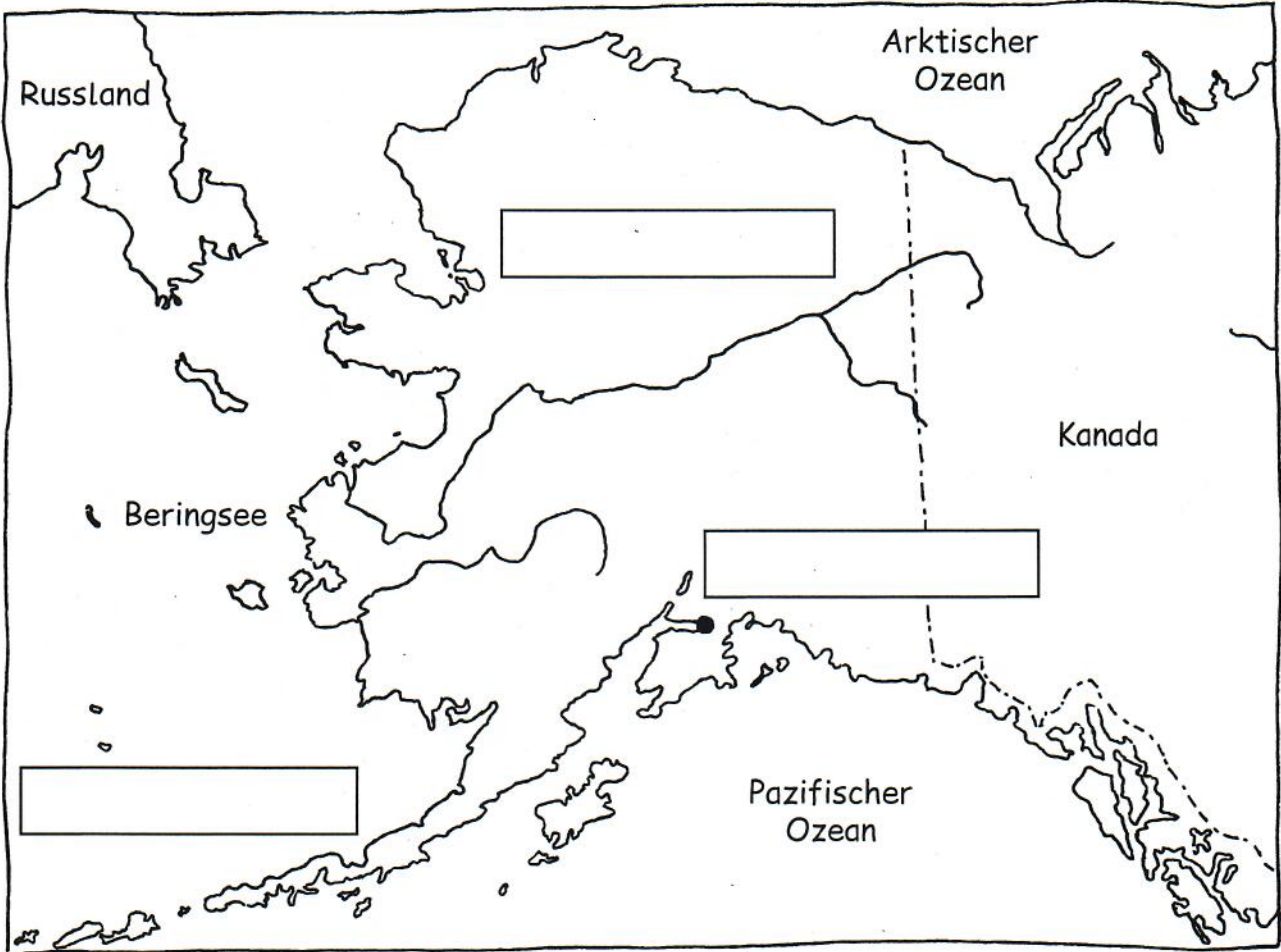 Arktischer
Ozean
Russland
Kanada
Beringsee
Pazifischer
Ozean